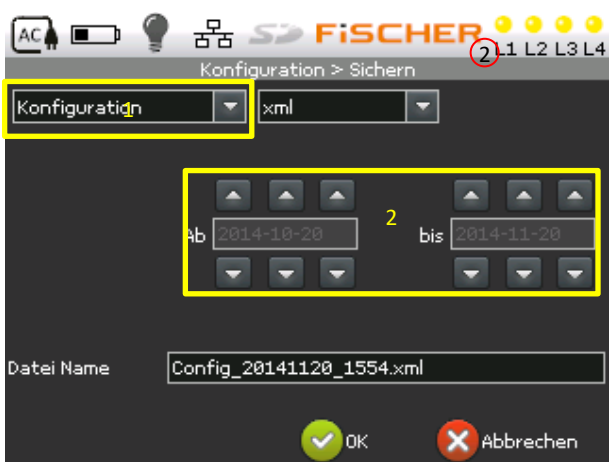 AC SD FiSCHER 2 L1 L2 L3 L4
Konfiguration > Sichern
Konfiguration 1 xml
Ab 2014-10-20 2 bis 2014-11-20
Datei Name Config_20141120_1554.xml
OK Abbrechen